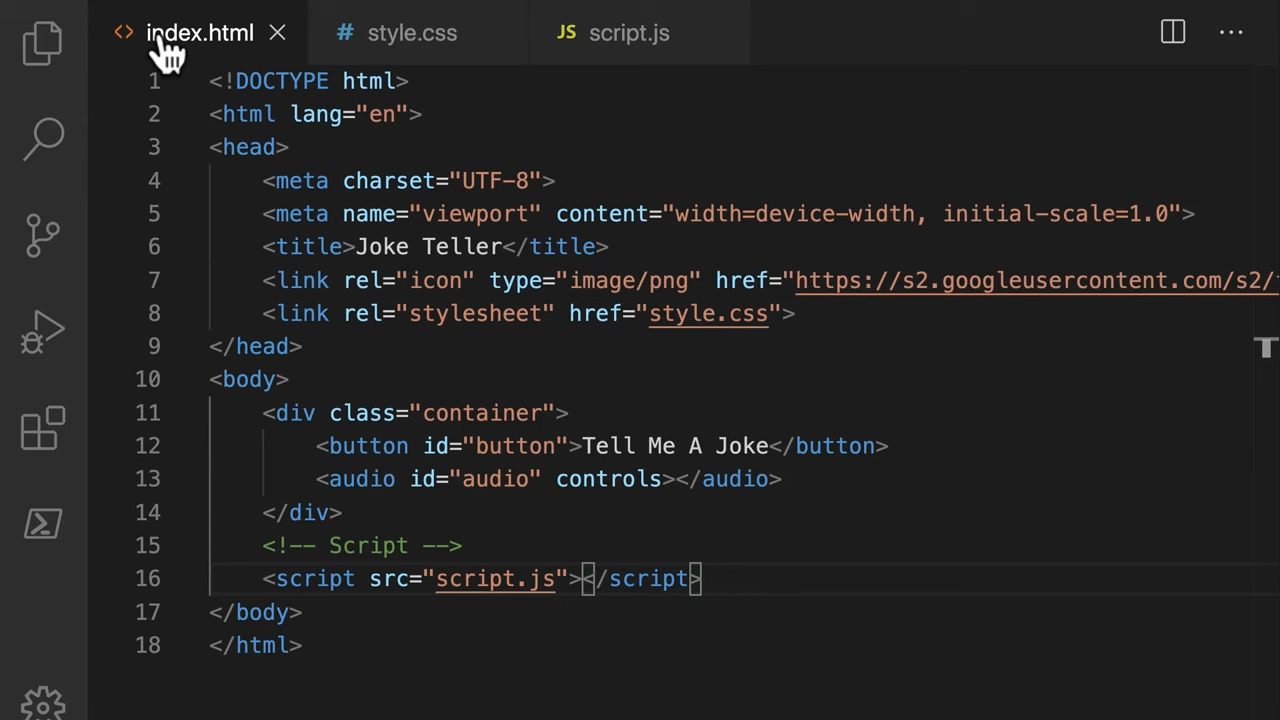 index.html style.css JS script.js
1 <!DOCTYPE html>
2 <html lang="en">
3 <head>
4 <meta charset="UTF-8">
5 <meta name="viewport" content="width=device-width, initial-scale=1.0">
6 <title>Joke Teller</title>
7 <link rel="icon" type="image/png" href="https://s2.googleusercontent.com/s2/
8 <link rel="stylesheet" href="style.css">
9 </head>
10 <body>
11 <div class="container">
12 <button id="button">Tell Me A Joke</button>
13 <audio id="audio" controls></audio>
14 </div>
15 <!-- Script -->
16 <script src="script.js"></script>
17 </body>
18 </html>